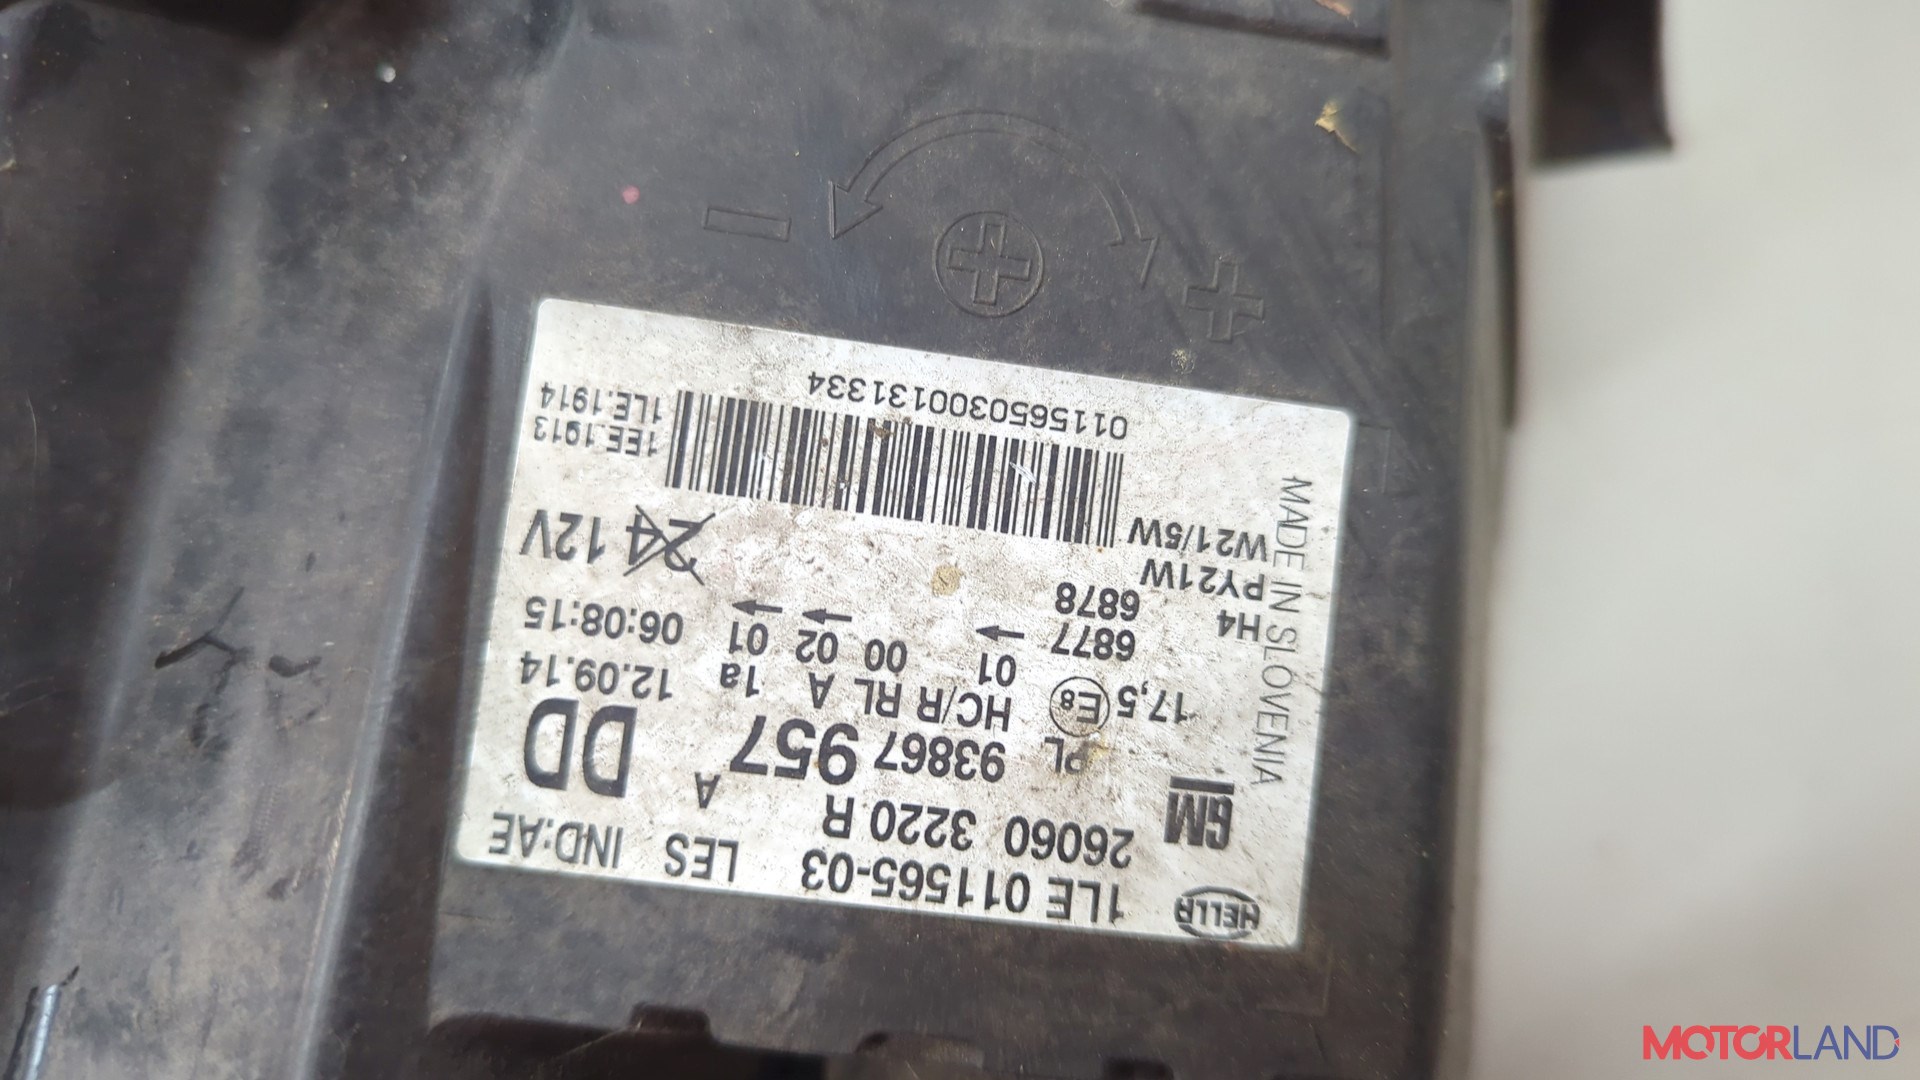 HELLA 1LE 011565-03 LES IND:AE
GM 26060 3220 R A DD
PL 93867 957
17,5 E8 HC/R RL A 1a 12.09.14
6877 01 00 02 01 06:08:15
H4 6878
PY21W 24 12V
W21/5W
1EE.1913
1LE.1914
0115650300131334
MADE IN SLOVENIA
MOTORLAND